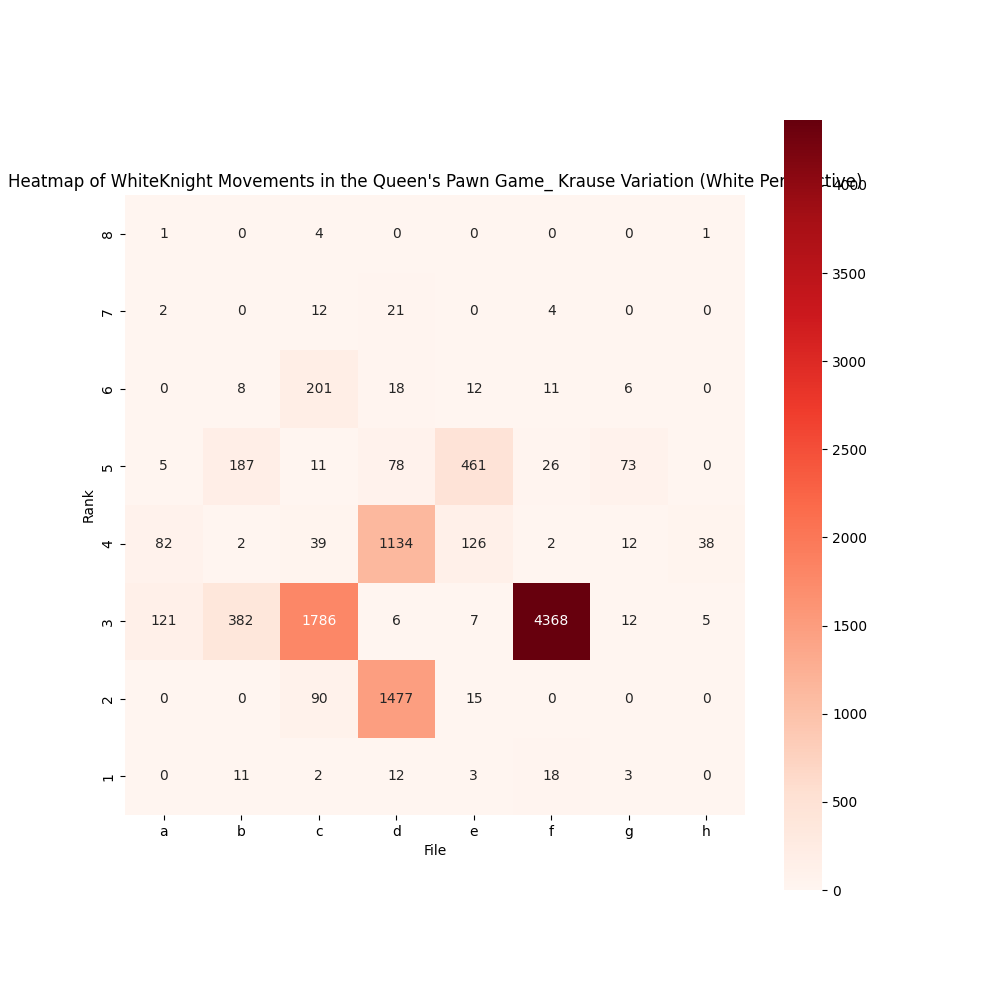 Heatmap of WhiteKnight Movements in the Queen's Pawn Game_ Krause Variation (White
8 1 0 4 0 0 0 0 1
7 2 0 12 21 0 4 0 0
6 0 8 201 18 12 11 6 0
5 5 187 11 78 461 26 73 0
4 82 2 39 1134 126 2 12 38
3 121 382 1786 6 7 4368 12 5
2 0 0 90 1477 15 0 0 0
1 0 11 2 12 3 18 3 0
a b c d e f g h
File
Rank
4000
3500
3000
2500
2000
1500
1000
500
0